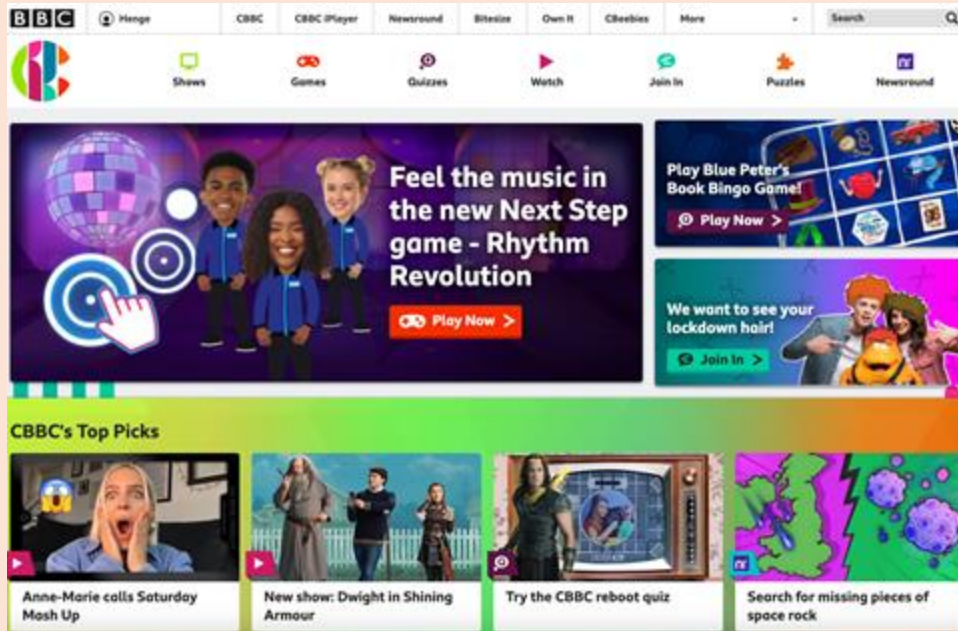 BBC Henge CBBC CBBC iPlayer Newsround Bitesize Own It CBeebies More Search
Shows Games Quizzes Watch Join In Puzzles Newsround
Feel the music in
the new Next Step
game - Rhythm
Revolution
Play Now >
Play Blue Peter's
Book Bingo Game!
Play Now >
We want to see your
lockdown hair!
Join In >
CBBC's Top Picks
Anne-Marie calls Saturday
Mash Up
New show: Dwight in Shining
Armour
Try the CBBC reboot quiz
Search for missing pieces of
space rock